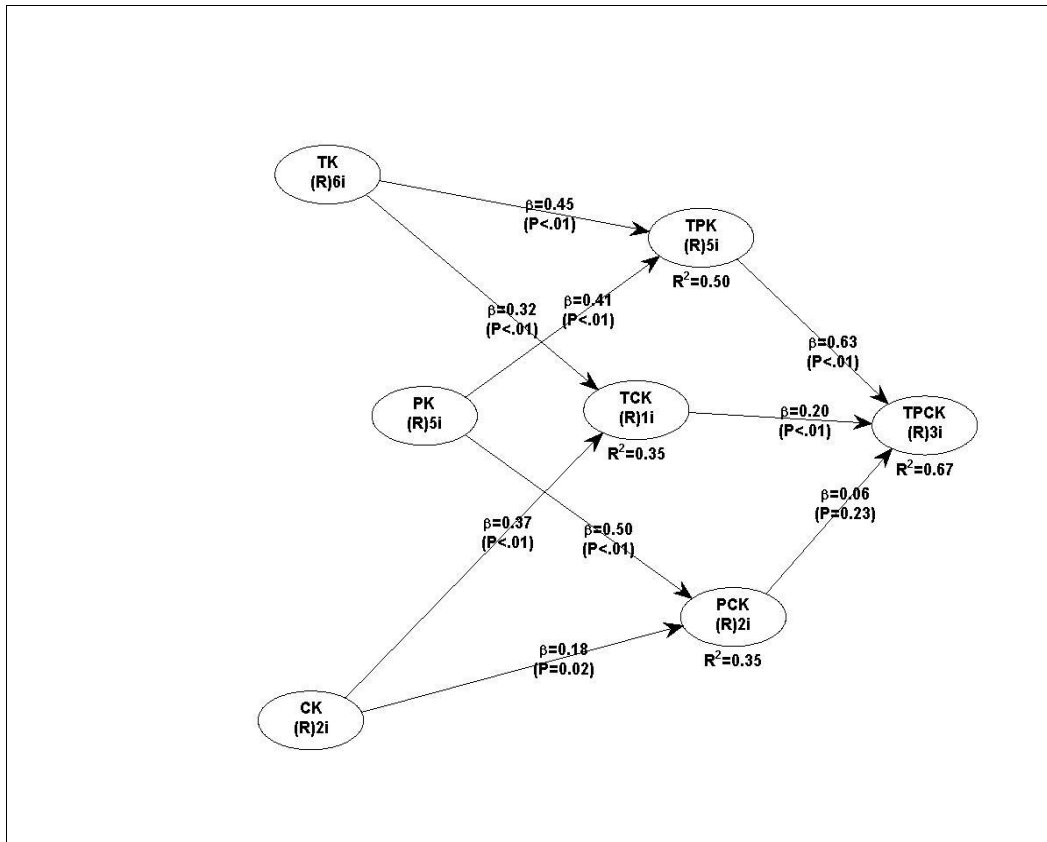 TK
(R)6i
β=0.45
(P<.01)
TPK
(R)5i
R²=0.50
β=0.32
(P<.01)
β=0.41
(P<.01)
β=0.63
(P<.01)
PK
(R)5i
TCK
(R)1i
R²=0.35
β=0.20
(P<.01)
TPCK
(R)3i
R²=0.67
β=0.37
(P<.01)
β=0.50
(P<.01)
β=0.06
(P=0.23)
PCK
(R)2i
R²=0.35
β=0.18
(P=0.02)
CK
(R)2i